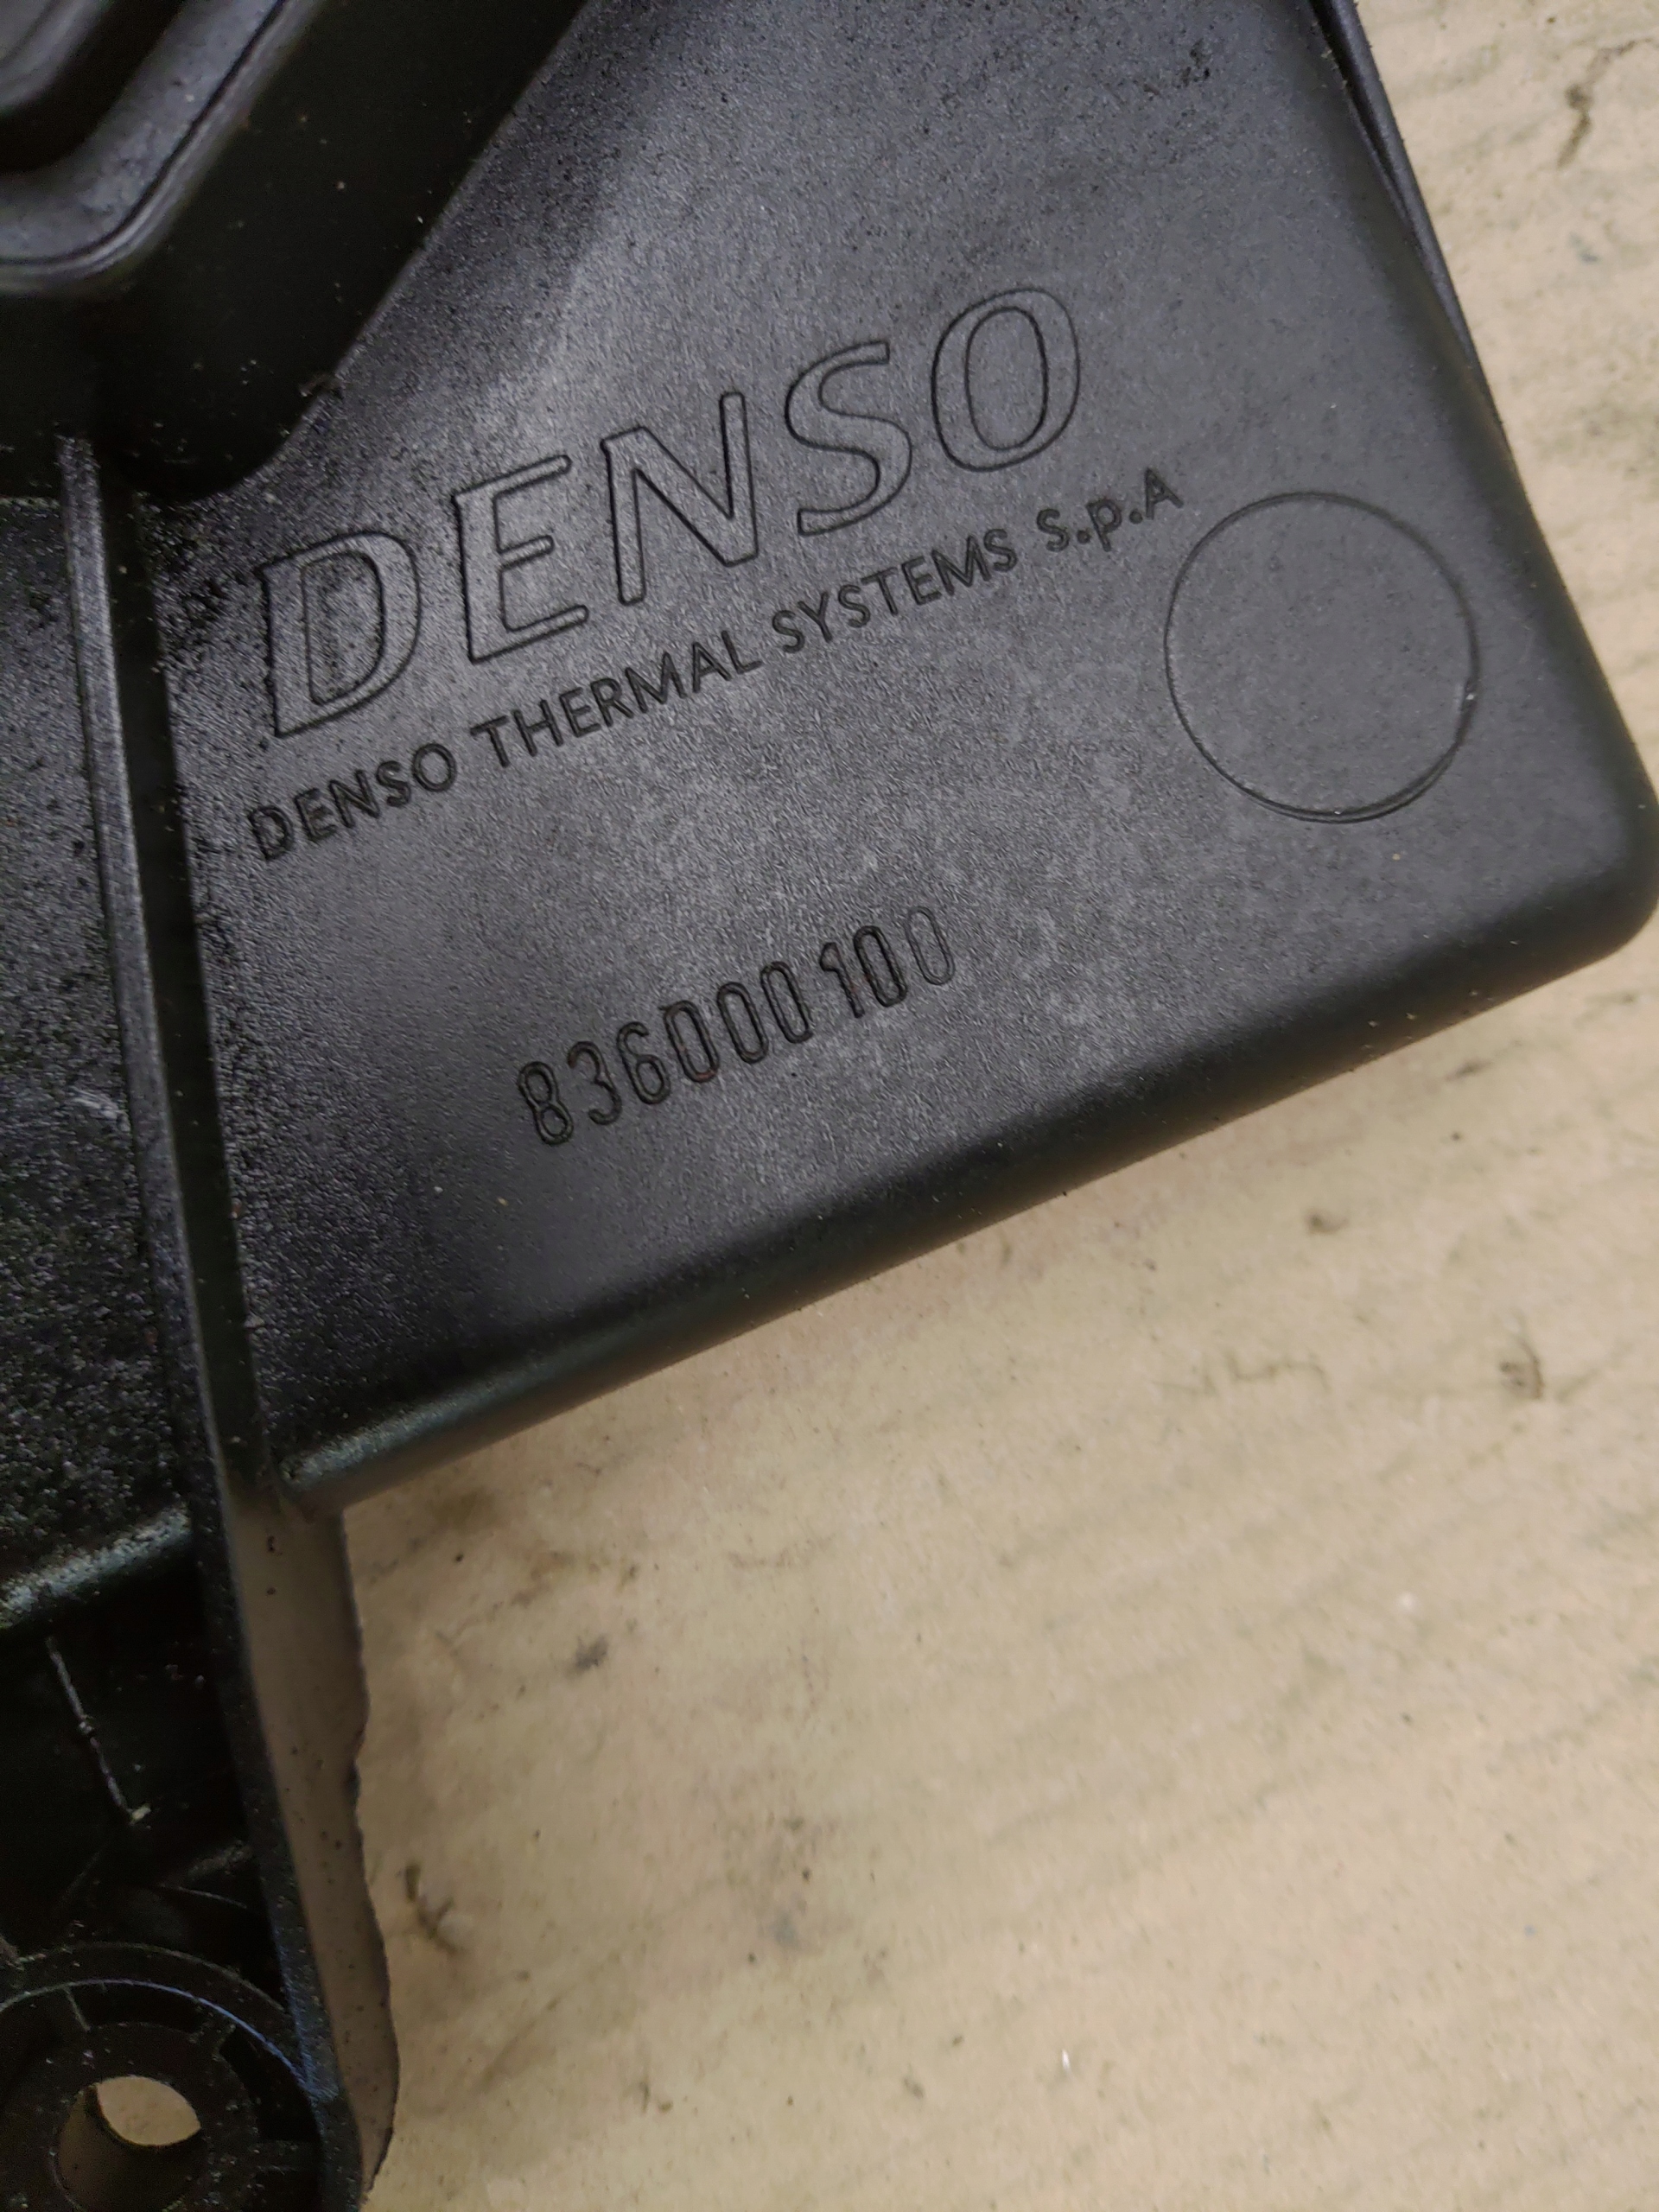 DENSO
DENSO THERMAL SYSTEMS S.p.A
836000100